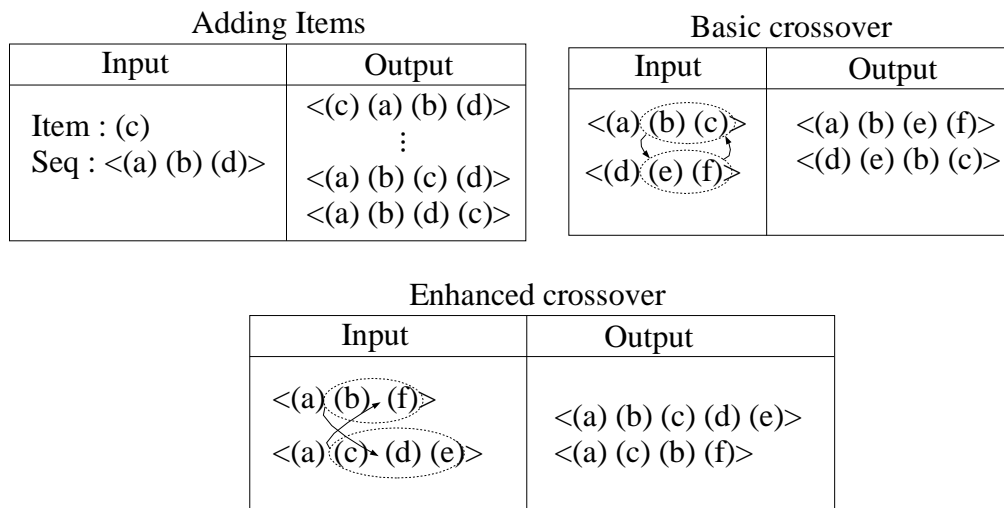 Adding Items
Input Output
Item : (c)
Seq : <(a) (b) (d)>
<(c) (a) (b) (d)>
⋮
<(a) (b) (c) (d)>
<(a) (b) (d) (c)>
Basic crossover
Input Output
<(a) (b) (c)>
<(d) (e) (f)>
<(a) (b) (e) (f)>
<(d) (e) (b) (c)>
Enhanced crossover
Input Output
<(a) (b) (f)>
<(a) (c) (d) (e)>
<(a) (b) (c) (d) (e)>
<(a) (c) (b) (f)>